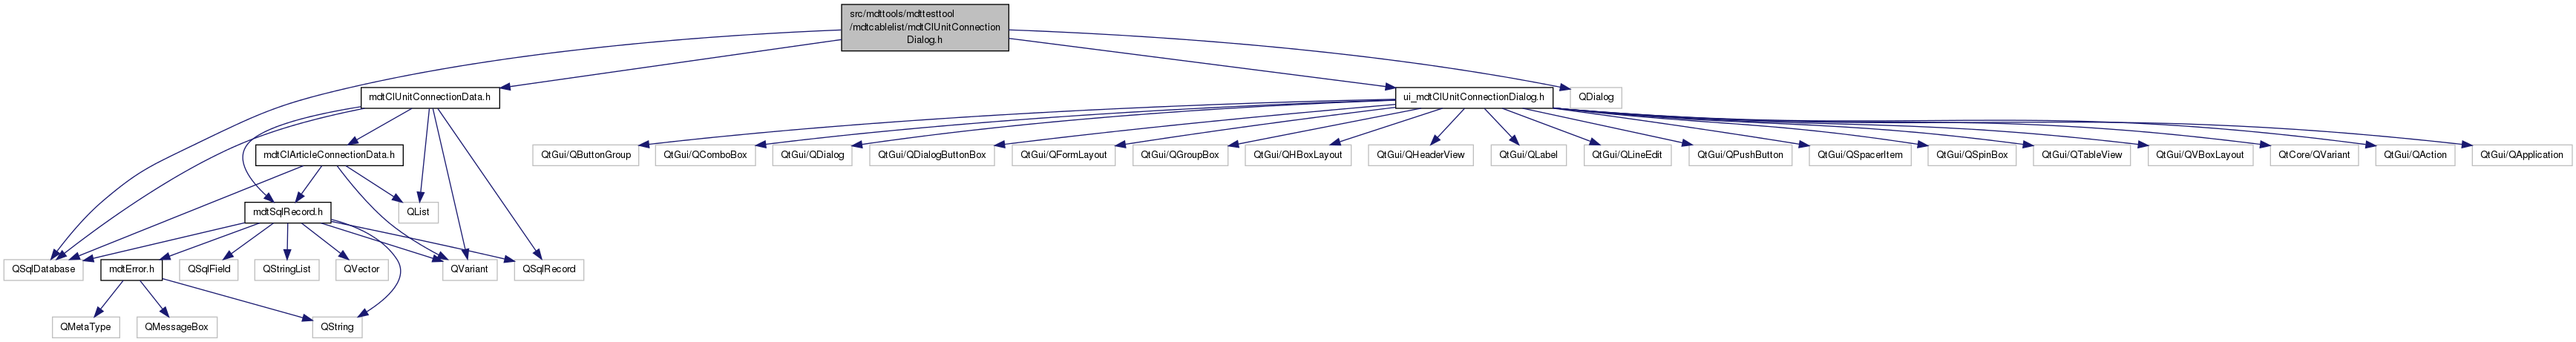 src/mdttools/mdttesttool
/mdtcablelist/mdtClUnitConnection
Dialog.h
mdtClUnitConnectionData.h
ui_mdtClUnitConnectionDialog.h
QDialog
mdtClArticleConnectionData.h
QtGui/QButtonGroup
QtGui/QComboBox
QtGui/QDialog
QtGui/QDialogButtonBox
QtGui/QFormLayout
QtGui/QGroupBox
QtGui/QHBoxLayout
QtGui/QHeaderView
QtGui/QLabel
QtGui/QLineEdit
QtGui/QPushButton
QtGui/QSpacerItem
QtGui/QSpinBox
QtGui/QTableView
QtGui/QVBoxLayout
QtCore/QVariant
QtGui/QAction
QtGui/QApplication
mdtSqlRecord.h
QList
QSqlDatabase
mdtError.h
QSqlField
QStringList
QVector
QVariant
QSqlRecord
QMetaType
QMessageBox
QString